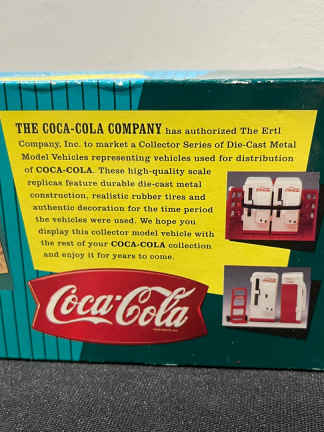 THE COCA-COLA COMPANY has authorized The Ertl
Company, Inc. to market a Collector Series of Die-Cast Metal
Model Vehicles representing vehicles used for distribution
of COCA-COLA. These high-quality scale
replicas feature durable die-cast metal
construction, realistic rubber tires and
authentic decoration for the time period
the vehicles were used. We hope you
display this collector model vehicle with
the rest of your COCA-COLA collection
and enjoy it for years to come.
Coca-Cola